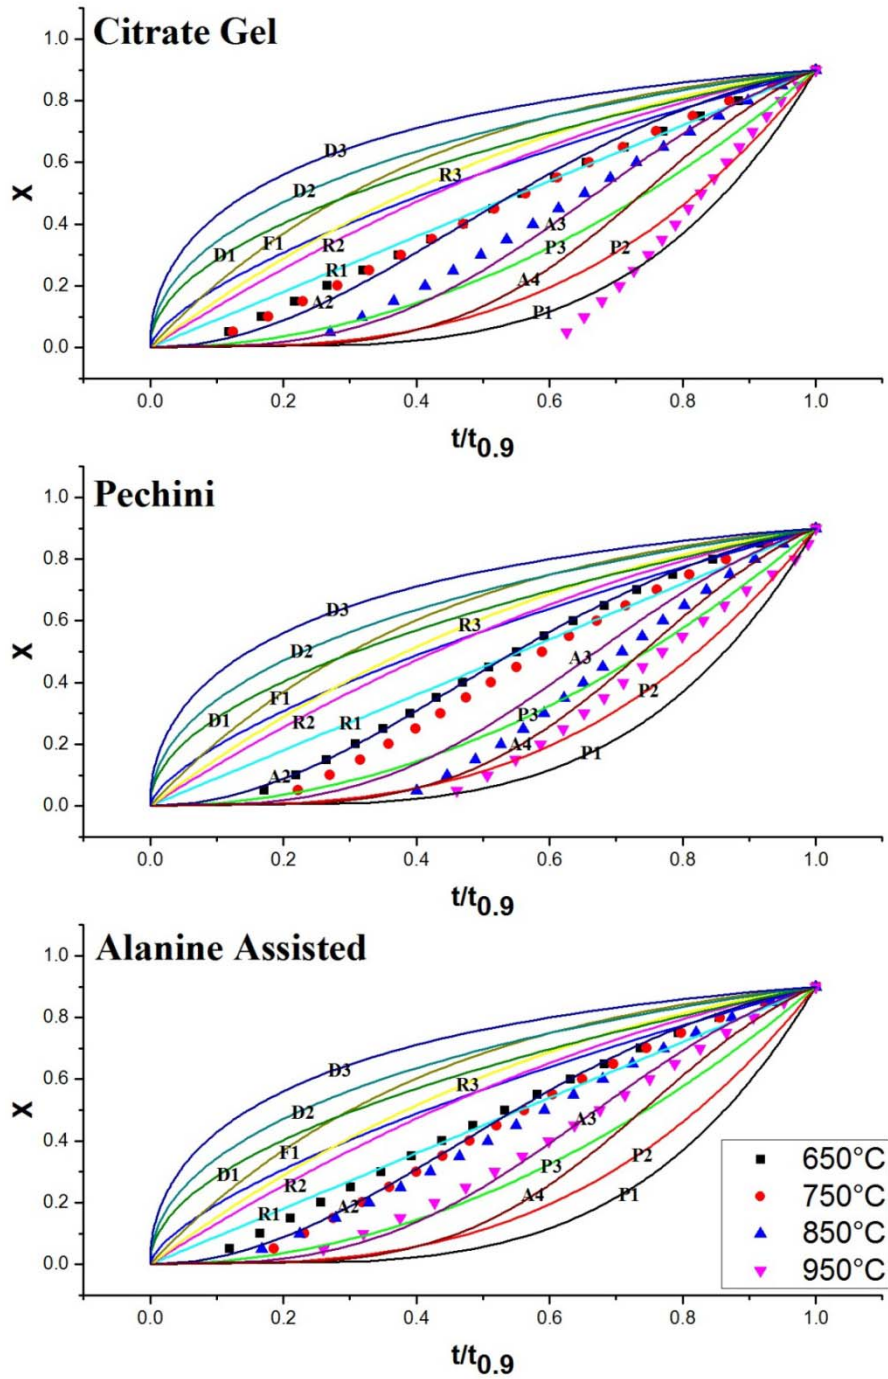 Citrate Gel
1.0
0.8
0.6
0.4
0.2
0.0
X
D3
D2
R3
D1
F1
R2
R1
A3
P3
P2
A2
A4
P1
0.0
0.2
0.4
0.6
0.8
1.0
t/t0.9
Pechini
1.0
0.8
0.6
0.4
0.2
0.0
X
D3
D2
R3
A3
F1
D1
R2
R1
P2
P3
A2
A4
P1
0.0
0.2
0.4
0.6
0.8
1.0
t/t0.9
Alanine Assisted
1.0
0.8
0.6
0.4
0.2
0.0
X
D3
R3
D2
A3
F1
D1
P2
P3
R2
A2
R1
A4
P1
650°C
750°C
850°C
950°C
0.0
0.2
0.4
0.6
0.8
1.0
t/t0.9